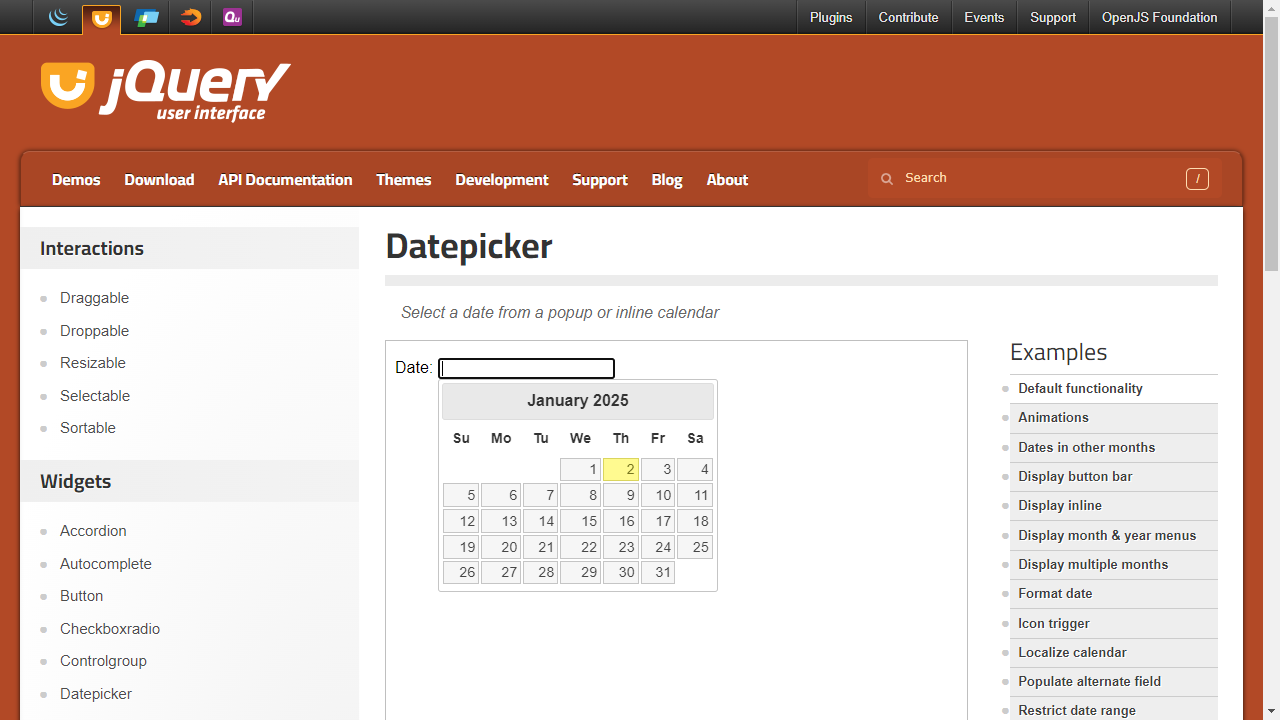 Plugins Contribute Events Support OpenJS Foundation
Qu
jQuery
user interface
Demos Download API Documentation Themes Development Support Blog About Search /
Interactions
Draggable
Droppable
Resizable
Selectable
Sortable
Widgets
Accordion
Autocomplete
Button
Checkboxradio
Controlgroup
Datepicker
Datepicker
Select a date from a popup or inline calendar
Date:
January 2025
Su Mo Tu We Th Fr Sa
1 2 3 4
5 6 7 8 9 10 11
12 13 14 15 16 17 18
19 20 21 22 23 24 25
26 27 28 29 30 31
Examples
Default functionality
Animations
Dates in other months
Display button bar
Display inline
Display month & year menus
Display multiple months
Format date
Icon trigger
Localize calendar
Populate alternate field
Restrict date range